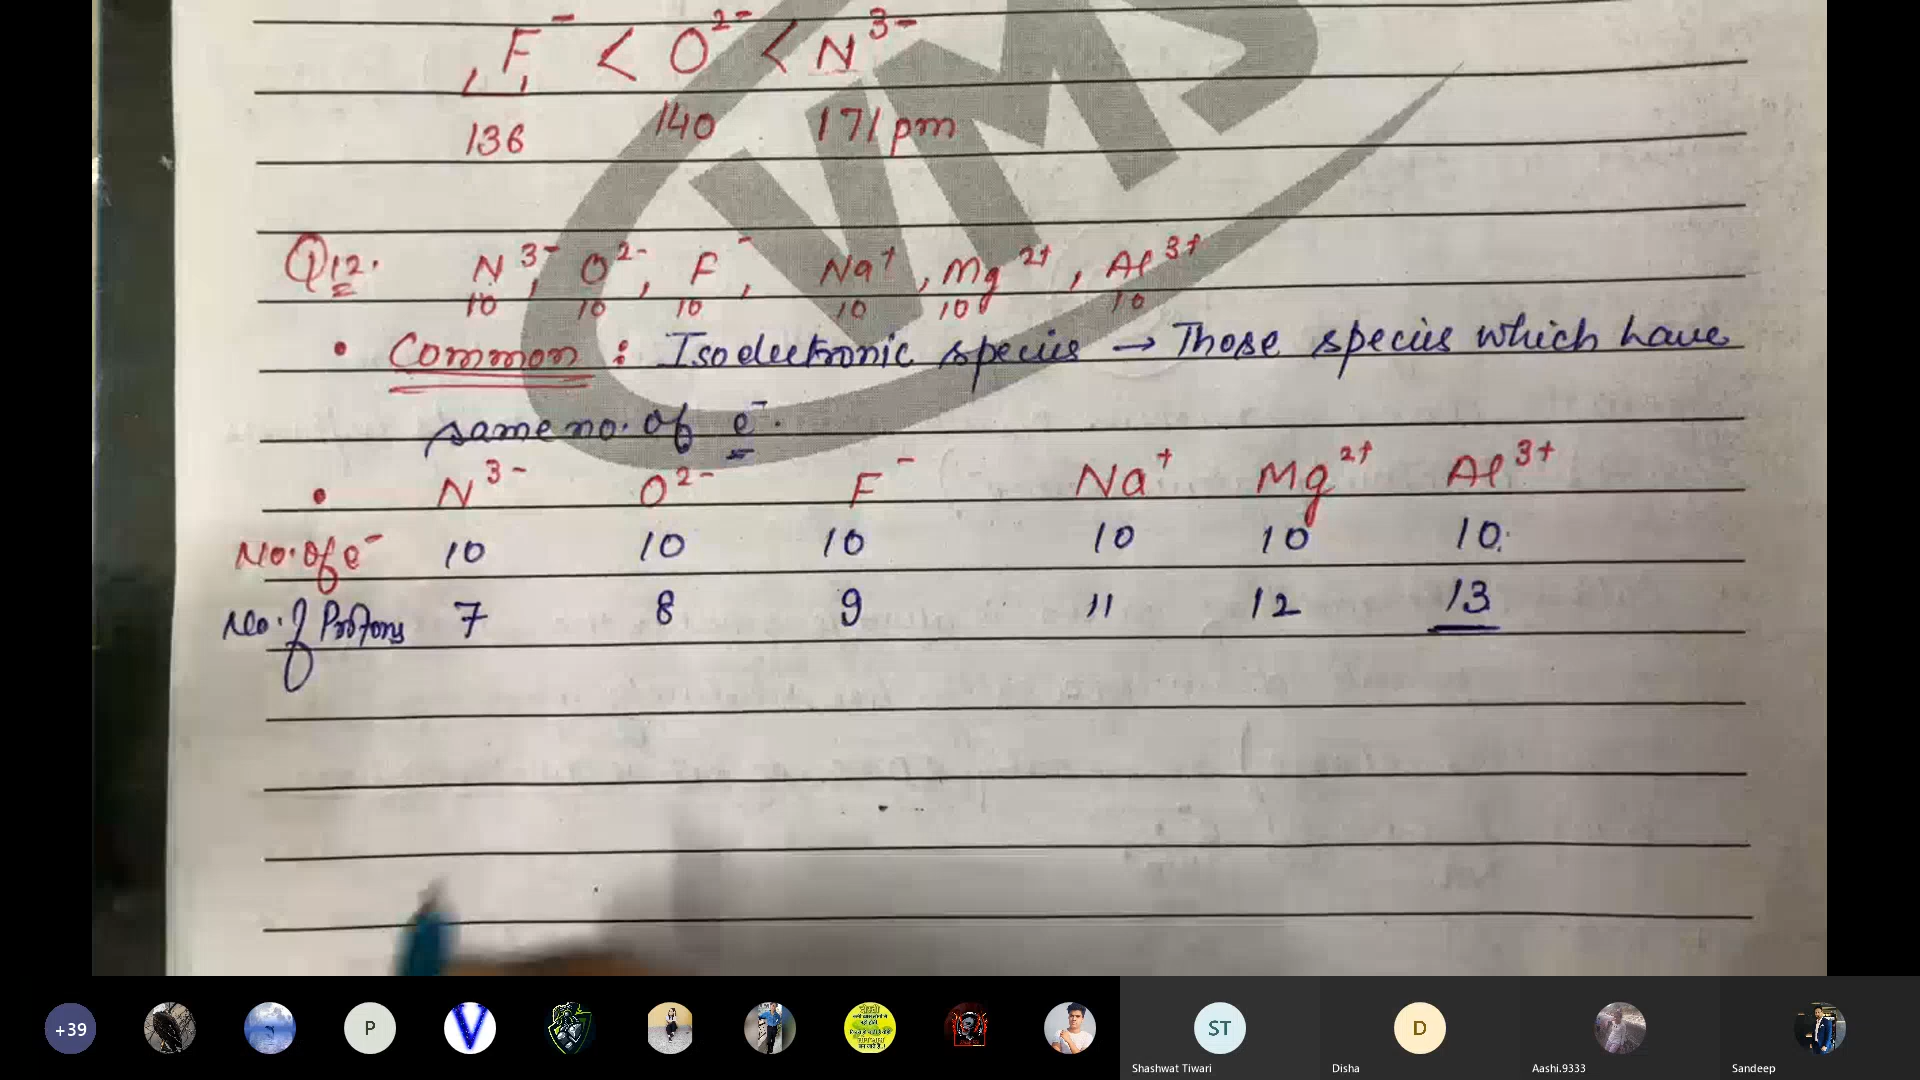 F⁻ < O²⁻ < N³⁻
136 140 171 pm
VMS
Q12. N³⁻, O²⁻, F⁻, Na⁺, Mg²⁺, Al³⁺
10 10 10 10 10 10
• Common : Isoelectronic species → Those species which have
same no. of e⁻.
• N³⁻ O²⁻ F⁻ Na⁺ Mg²⁺ Al³⁺
No. of e⁻ 10 10 10 10 10 10.
No. of Protons 7 8 9 11 12 13
+39 P V ST D
Shashwat Tiwari Disha Aashi.9333 Sandeep